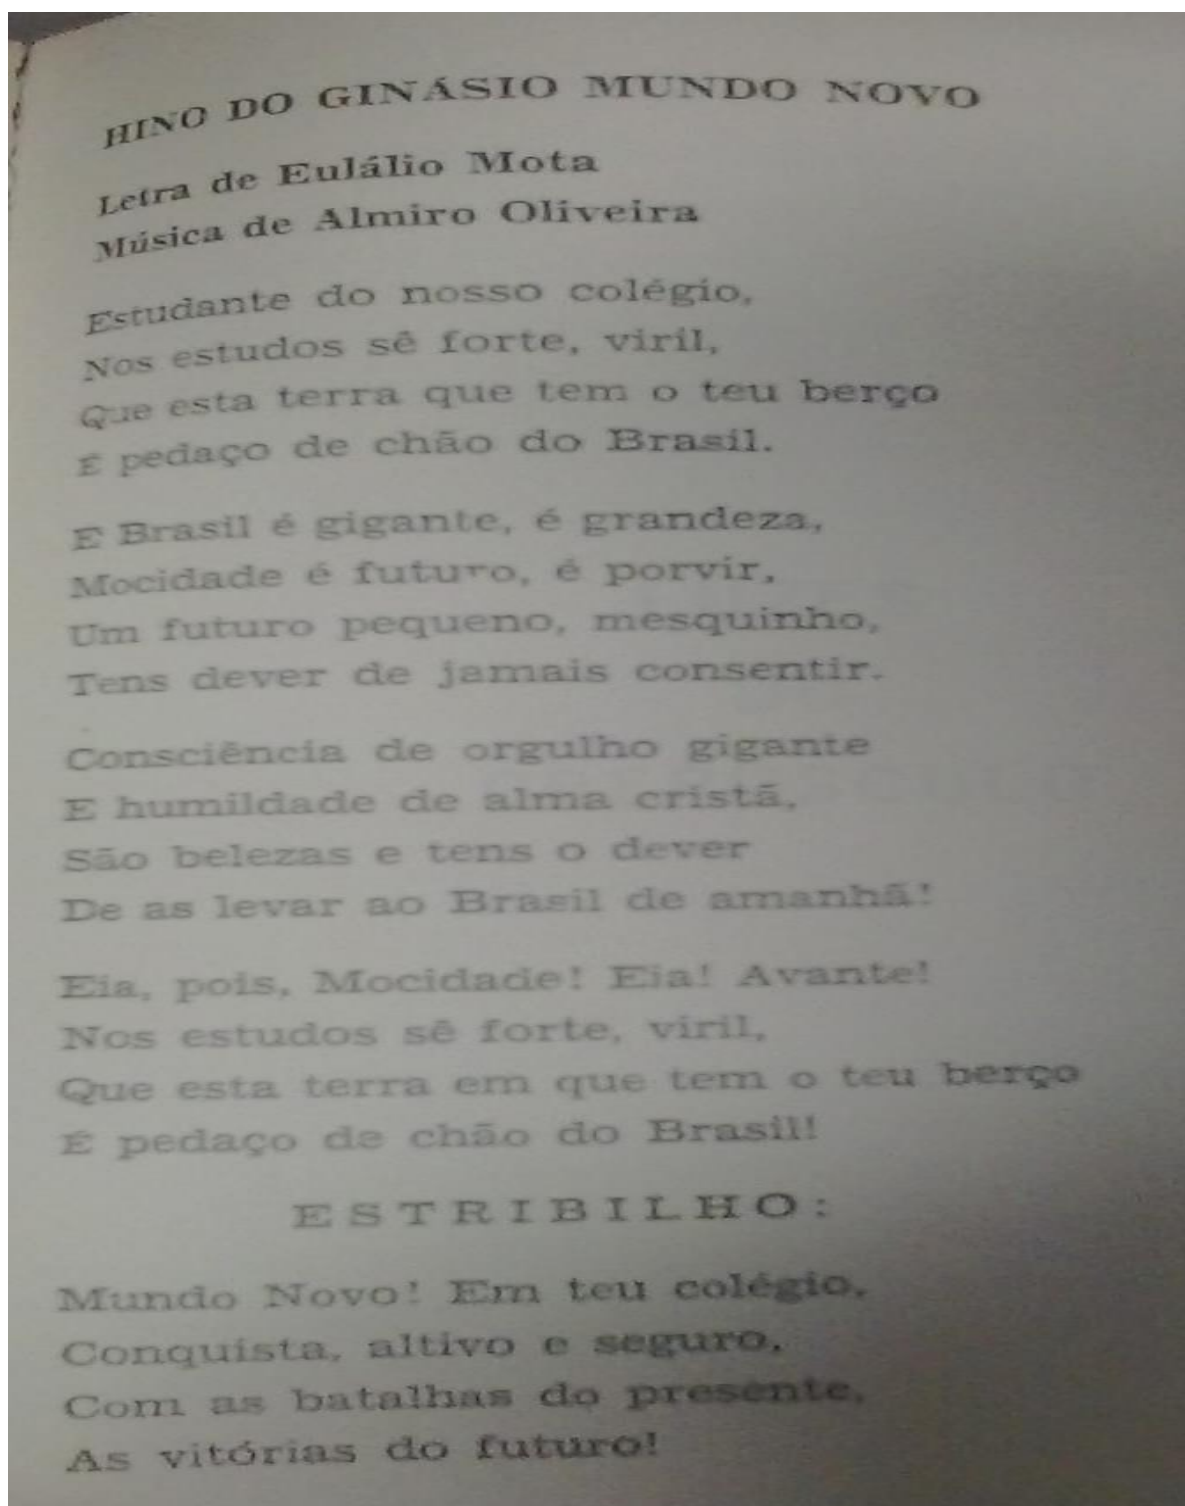 HINO DO GINÁSIO MUNDO NOVO
Letra de Eulálio Mota
Música de Almiro Oliveira
Estudante do nosso colégio,
Nos estudos sê forte, viril,
Que esta terra que tem o teu berço
É pedaço de chão do Brasil.
E Brasil é gigante, é grandeza,
Mocidade é futuro, é porvir,
Um futuro pequeno, mesquinho,
Tens dever de jamais consentir.
Consciência de orgulho gigante
E humildade de alma cristã,
São belezas e tens o dever
De as levar ao Brasil de amanhã!
Eia, pois, Mocidade! Eia! Avante!
Nos estudos sê forte, viril,
Que esta terra em que tem o teu berço
É pedaço de chão do Brasil!
ESTRIBILHO:
Mundo Novo! Em teu colégio,
Conquista, altivo e seguro,
Com as batalhas do presente,
As vitórias do futuro!